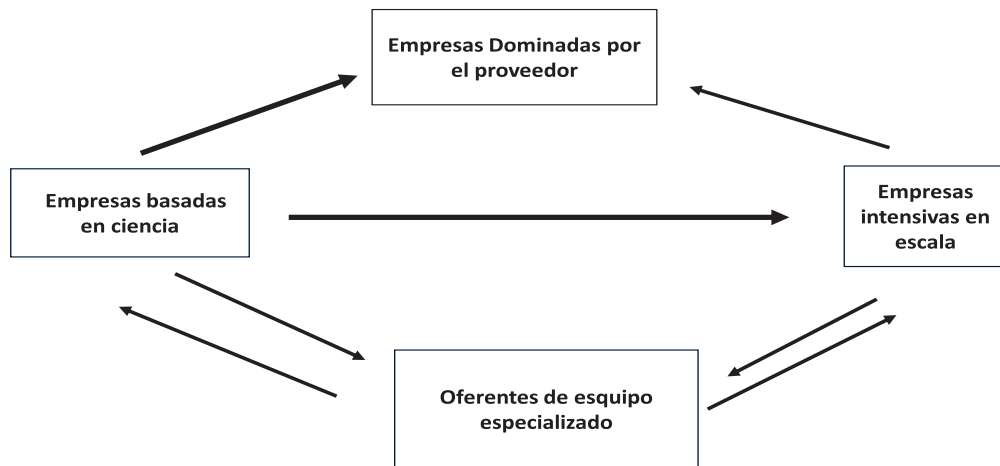 Empresas Dominadas por
el proveedor
Empresas basadas
en ciencia
Empresas
intensivas en
escala
Oferentes de esquipo
especializado